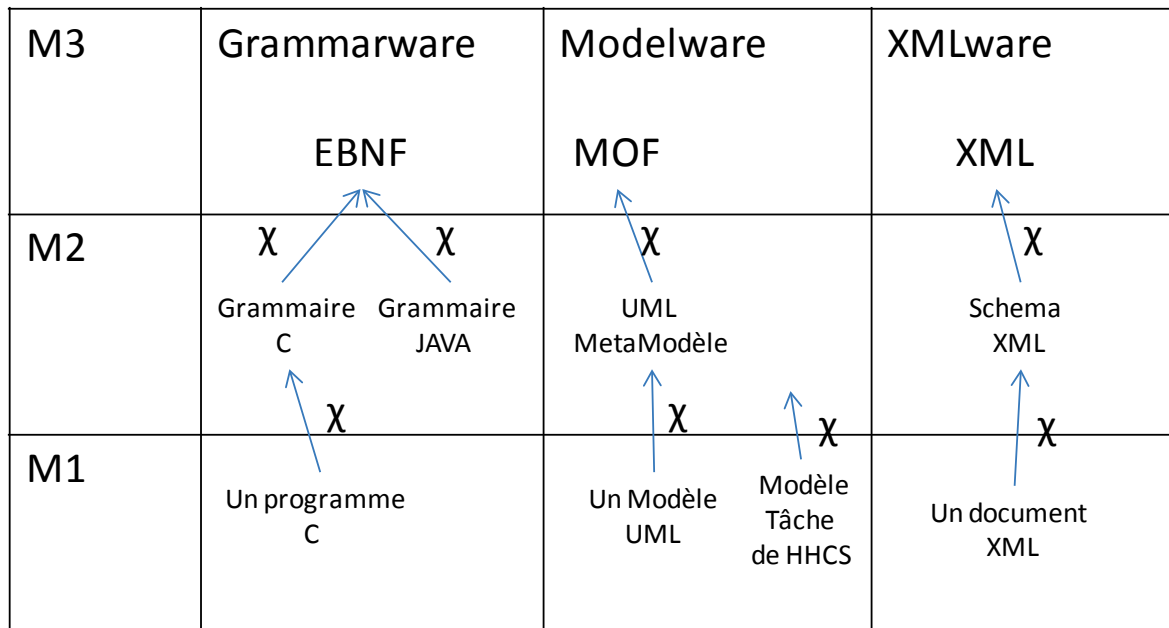 M3
Grammarware
Modelware
XMLware
EBNF
MOF
XML
M2
χ
χ
χ
χ
Grammaire
C
Grammaire
JAVA
UML
MetaModèle
Schema
XML
χ
χ
χ
χ
M1
Un programme
C
Un Modèle
UML
Modèle
Tâche
de HHCS
Un document
XML